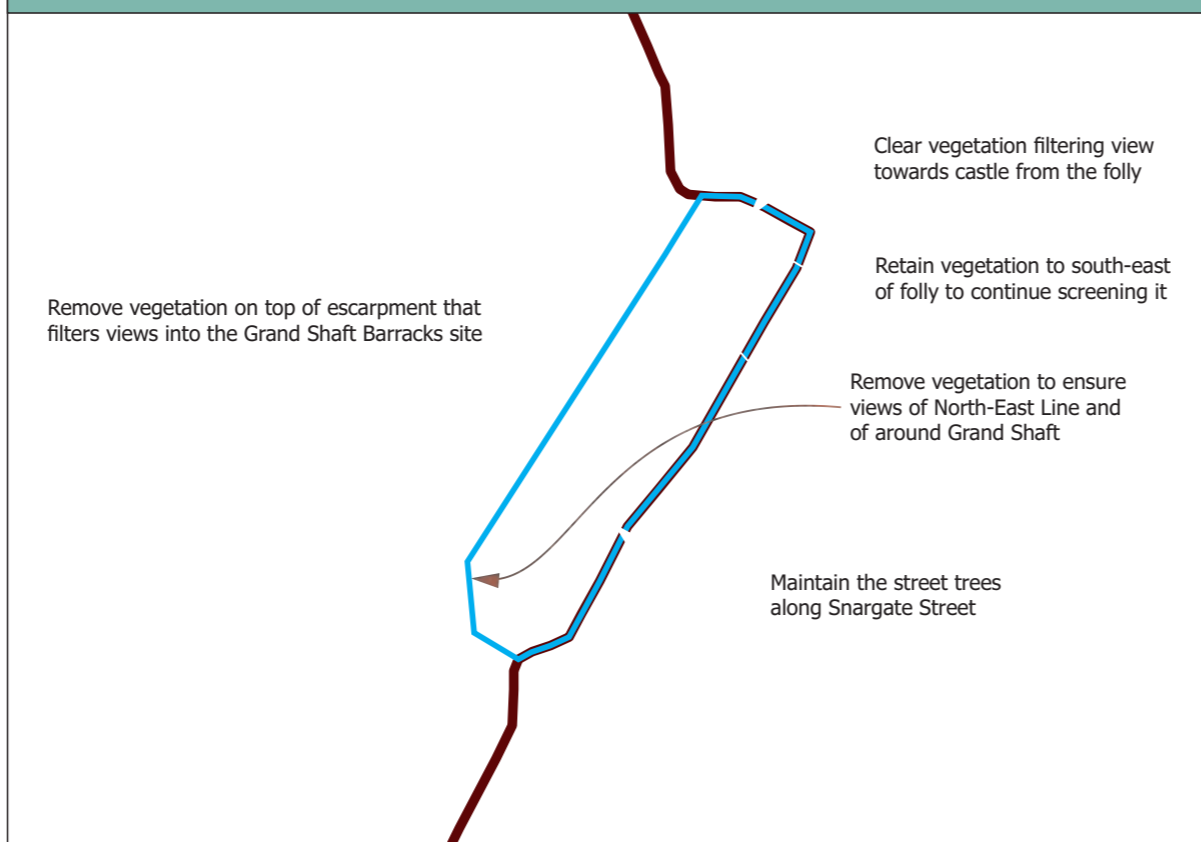 Clear vegetation filtering view
towards castle from the folly
Retain vegetation to south-east
of folly to continue screening it
Remove vegetation on top of escarpment that
filters views into the Grand Shaft Barracks site
Remove vegetation to ensure
views of North-East Line and
of around Grand Shaft
Maintain the street trees
along Snargate Street